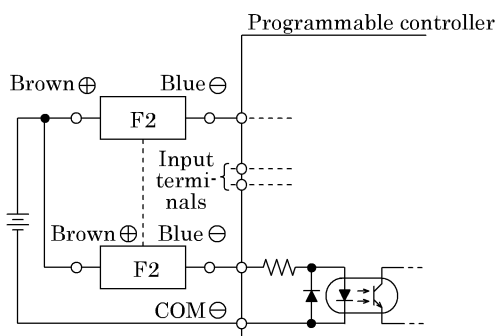 Programmable controller
Brown ⊕ Blue ⊖
F2
Input
termi-
nals
Brown ⊕ Blue ⊖
F2
COM ⊖